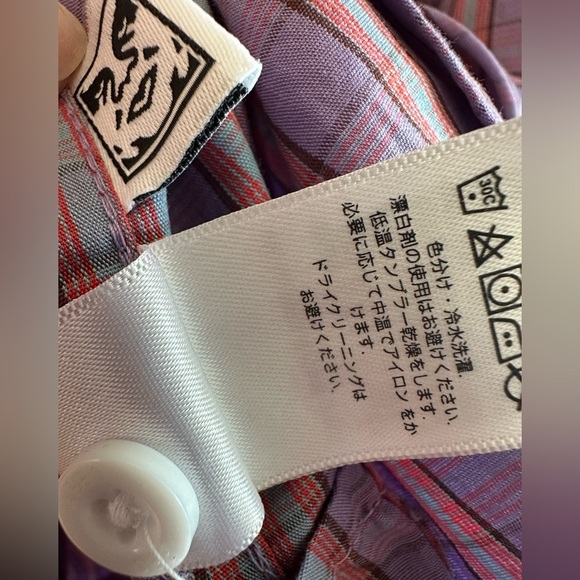 30C
色分け・冷水洗濯.
漂白剤の使用はお避けください.
低温タンブラー乾燥をします.
必要に応じて中温でアイロン をか
けます.
ドライクリーニングは
お避けください.